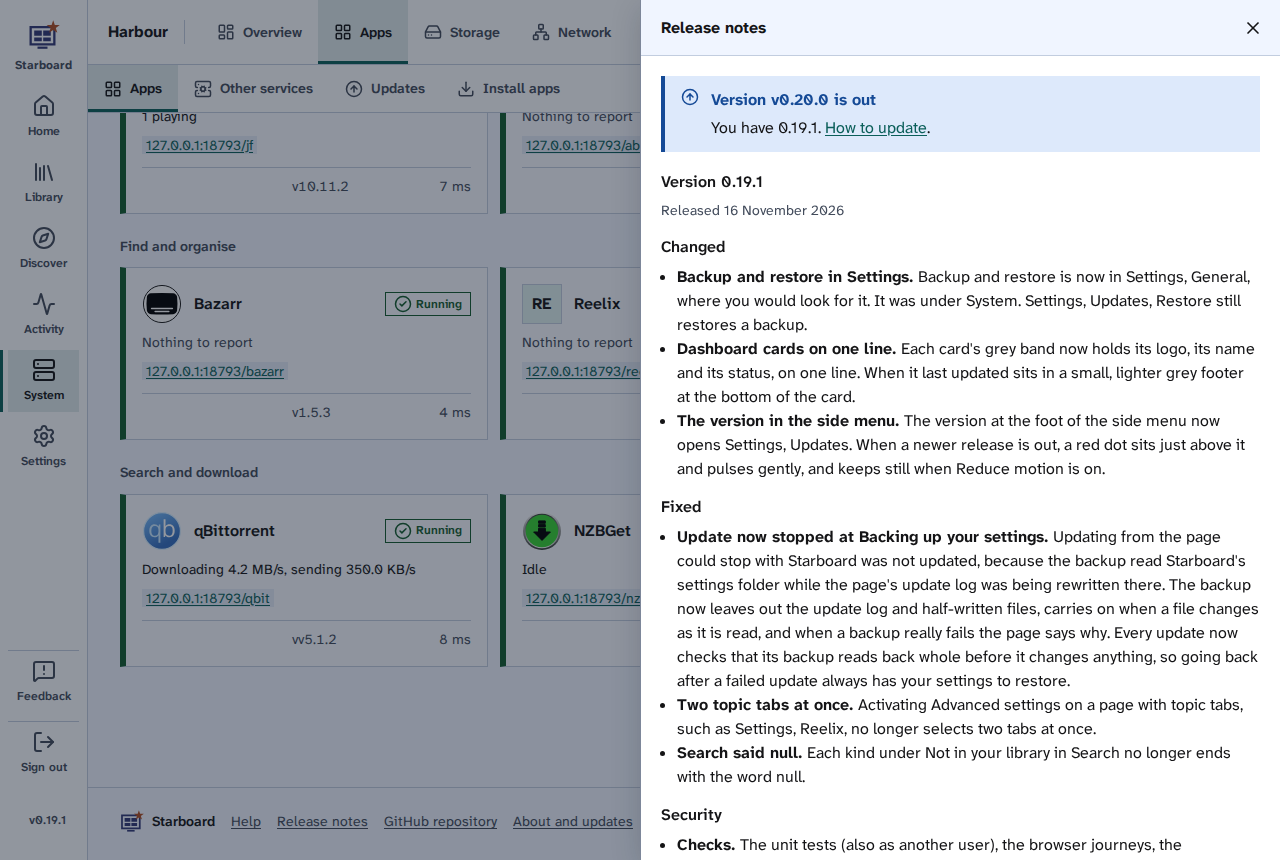 Starboard
Home
Library
Discover
Activity
System
Settings
Feedback
Sign out
v0.19.1
Harbour
Overview
Apps
Storage
Network
Apps
Other services
Updates
Install apps
1 playing
127.0.0.1:18793/jf
v10.11.2
7 ms
Nothing to report
127.0.0.1:18793/ab
Find and organise
Bazarr
Running
Nothing to report
127.0.0.1:18793/bazarr
v1.5.3
4 ms
RE
Reelix
Nothing to report
127.0.0.1:18793/re
Search and download
qb
qBittorrent
Running
Downloading 4.2 MB/s, sending 350.0 KB/s
127.0.0.1:18793/qbit
vv5.1.2
8 ms
NZBGet
Idle
127.0.0.1:18793/nz
Starboard
Help
Release notes
GitHub repository
About and updates
Release notes
Version v0.20.0 is out
You have 0.19.1. How to update.
Version 0.19.1
Released 16 November 2026
Changed
• Backup and restore in Settings. Backup and restore is now in Settings, General,
where you would look for it. It was under System. Settings, Updates, Restore still
restores a backup.
• Dashboard cards on one line. Each card's grey band now holds its logo, its name
and its status, on one line. When it last updated sits in a small, lighter grey footer
at the bottom of the card.
• The version in the side menu. The version at the foot of the side menu now
opens Settings, Updates. When a newer release is out, a red dot sits just above it
and pulses gently, and keeps still when Reduce motion is on.
Fixed
• Update now stopped at Backing up your settings. Updating from the page
could stop with Starboard was not updated, because the backup read Starboard's
settings folder while the page's update log was being rewritten there. The backup
now leaves out the update log and half-written files, carries on when a file changes
as it is read, and when a backup really fails the page says why. Every update now
checks that its backup reads back whole before it changes anything, so going back
after a failed update always has your settings to restore.
• Two topic tabs at once. Activating Advanced settings on a page with topic tabs,
such as Settings, Reelix, no longer selects two tabs at once.
• Search said null. Each kind under Not in your library in Search no longer ends
with the word null.
Security
• Checks. The unit tests (also as another user), the browser journeys, the